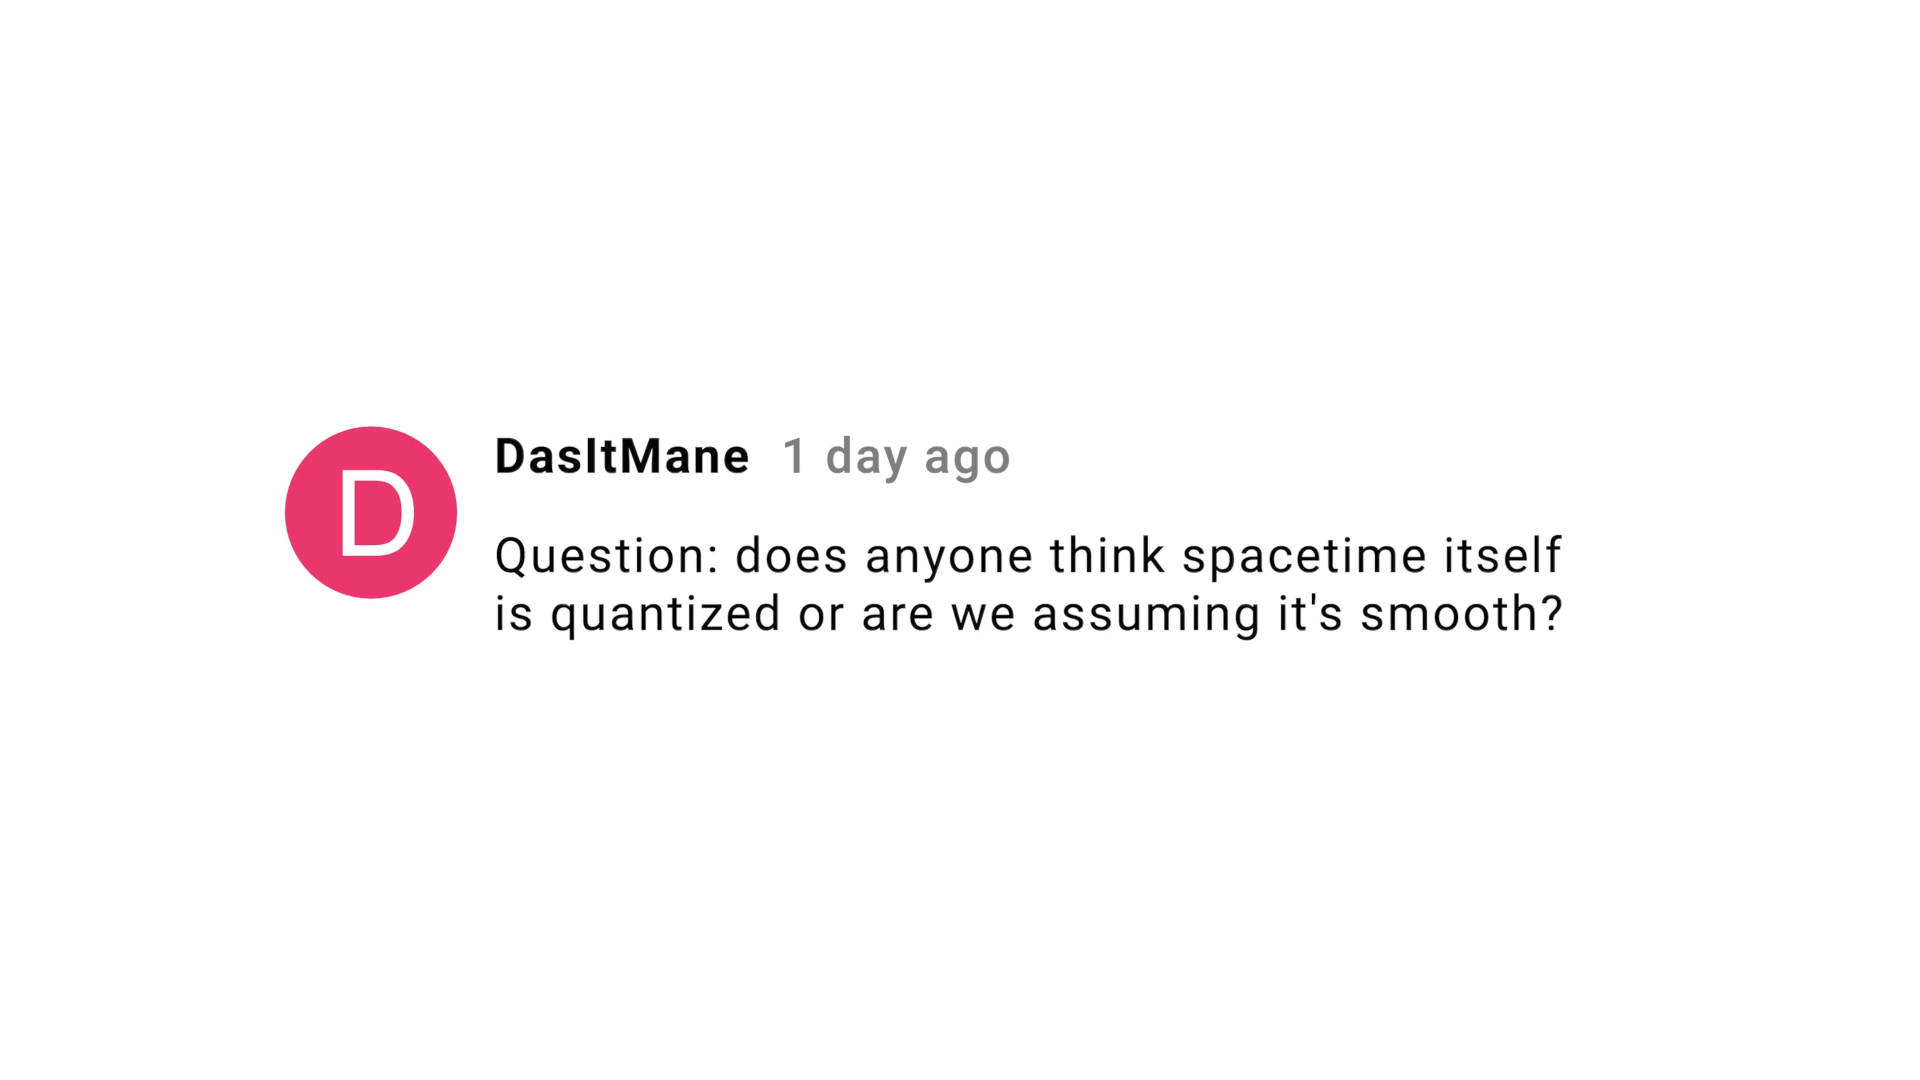 D
DasItMane 1 day ago
Question: does anyone think spacetime itself
is quantized or are we assuming it's smooth?